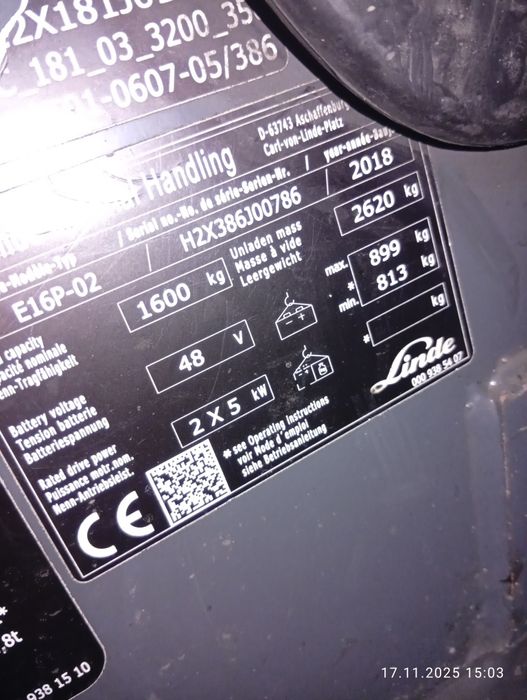 _181_03_3200_35
-0607-05/386
Handling
D-63743 Aschaffenburg
Carl-von-Linde-Platz
/ Serial no.-No. de série-Serien-Nr. / year-année-Baujahr
E16P-02 / H2X386J00786 / 2018
capacity
capacité nominale
Nenn-Tragfähigkeit
1600 kg
Unladen mass
Masse à vide
Leergewicht
2620 kg
Battery voltage
Tension batterie
Batteriespannung
48 V
max. 899 kg
* min. 813 kg
Rated drive power
Puissance mot.nom.
Nenn-Antriebsleist.
2 X 5 kW
* kg
* see Operating instructions
voir Mode d'emploi
siehe Betriebsanleitung
Linde
000 938 54 07
CE
,8t
938 15 10
17.11.2025 15:03